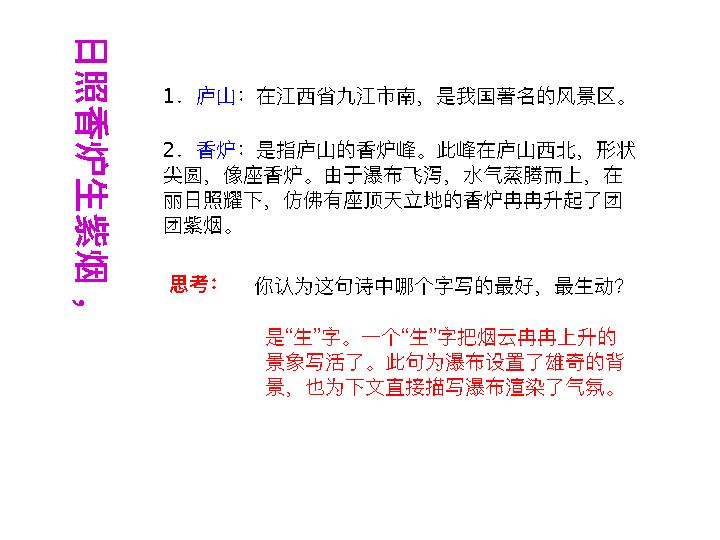 日照香炉生紫烟，
1．庐山：在江西省九江市南，是我国著名的风景区。
2．香炉：是指庐山的香炉峰。此峰在庐山西北，形状
尖圆，像座香炉。由于瀑布飞泻，水气蒸腾而上，在
丽日照耀下，仿佛有座顶天立地的香炉冉冉升起了团
团紫烟。
思考： 你认为这句诗中哪个字写的最好，最生动？
是“生”字。一个“生”字把烟云冉冉上升的
景象写活了。此句为瀑布设置了雄奇的背
景，也为下文直接描写瀑布渲染了气氛。